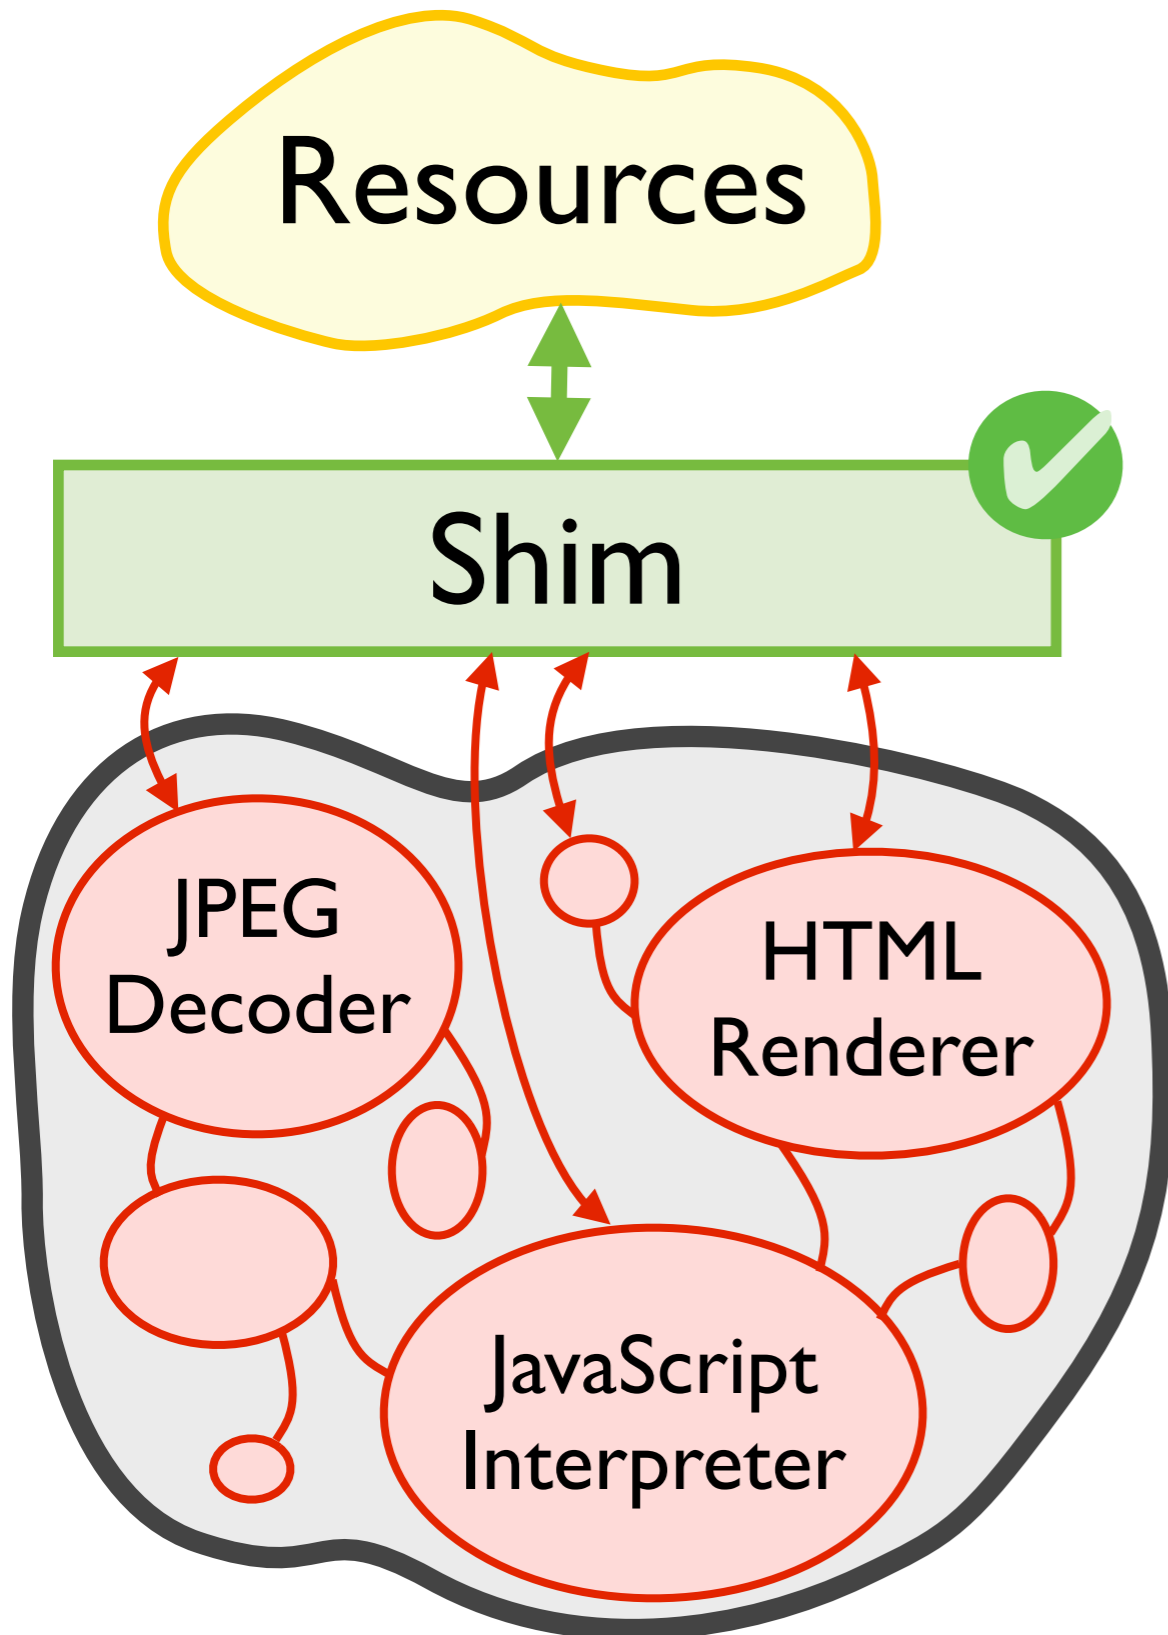 Resources
Shim
JPEG
Decoder
HTML
Renderer
JavaScript
Interpreter